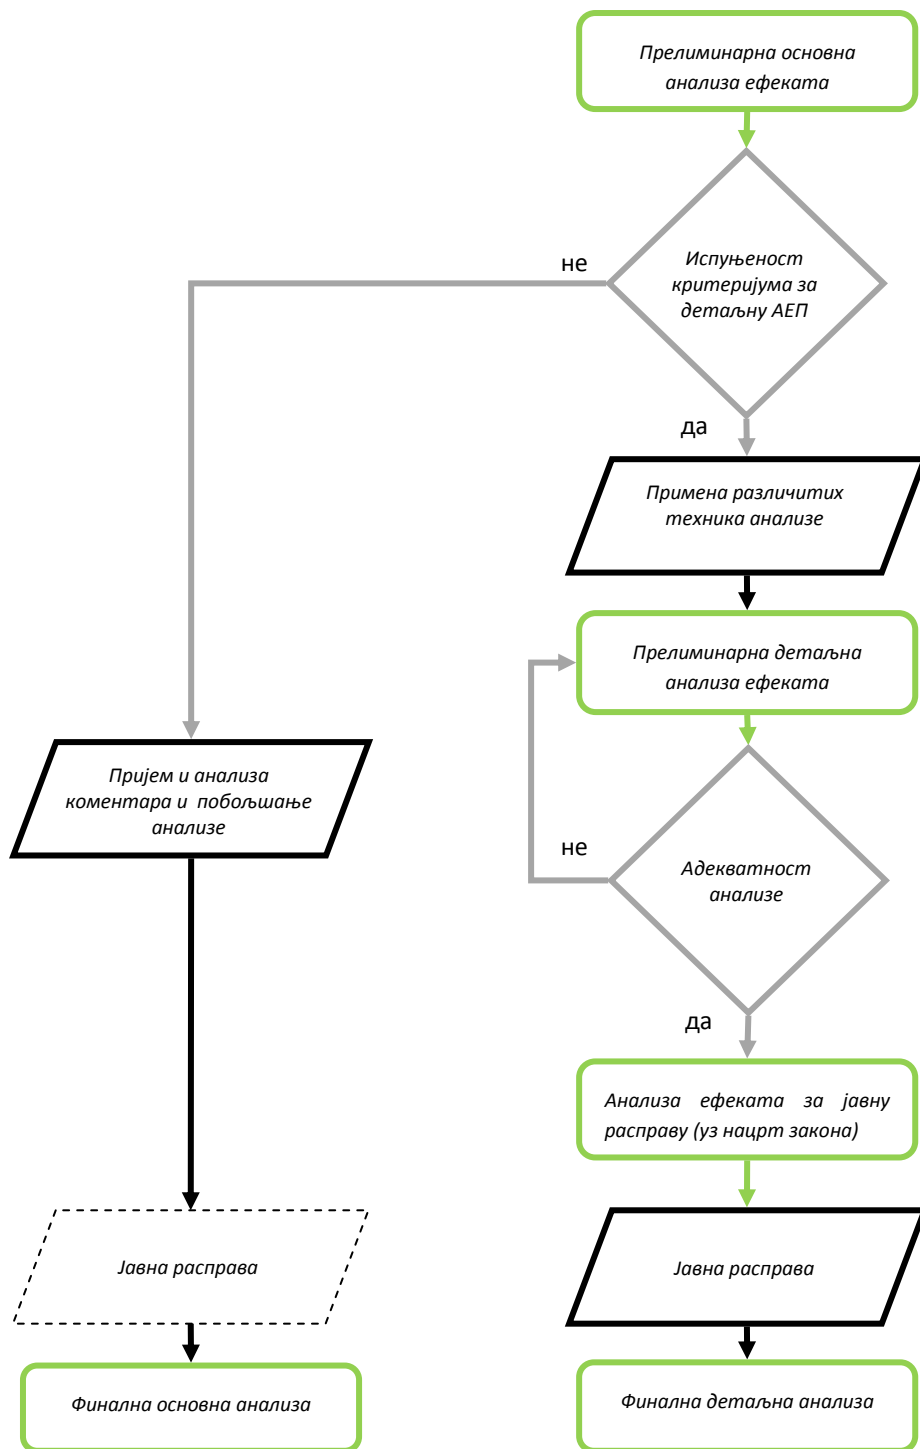 Прелиминарна основна
анализа ефеката
не
Испуњеност
критеријума за
детаљну АЕП
да
Примена различитих
техника анализе
Прелиминарна детаљна
анализа ефеката
Пријем и анализа
коментара и побољшање
анализе
не
Адекватност
анализе
да
Анализа ефеката за јавну
расправу (уз нацрт закона)
Јавна расправа
Јавна расправа
Финална основна анализа
Финална детаљна анализа